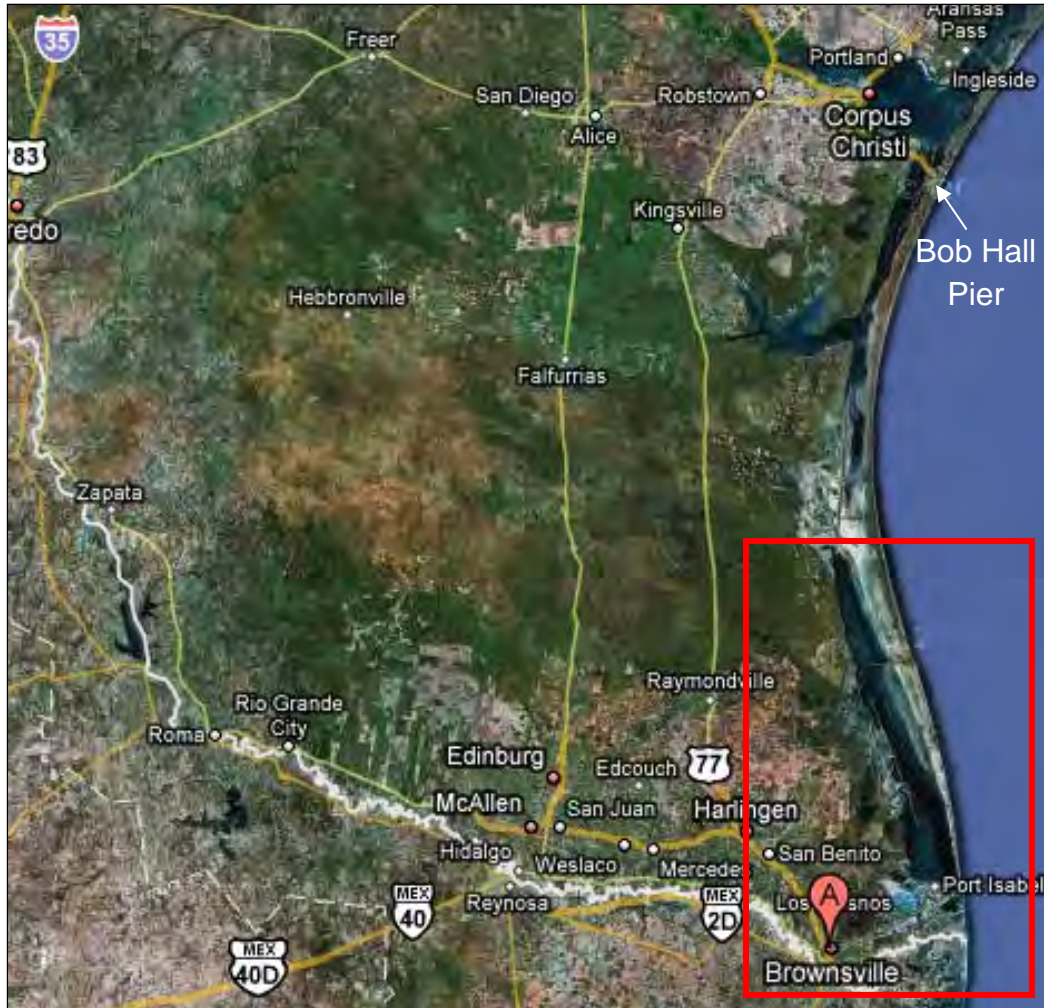 35
Freer
Aransas
Pass
Portland
Ingleside
San Diego
Robstown
Alice
Corpus
Christi
83
redo
Kingsville
Bob Hall
Pier
Hebbronville
Falfurrias
Zapata
Raymondville
Rio Grande
City
Roma
Edinburg
Edcouch
77
McAllen
San Juan
Harlingen
Hidalgo
Weslaco
Mercedes
San Benito
Port Isabel
MEX
40
Reynosa
MEX
2D
Los
snos
A
MEX
40D
Brownsville